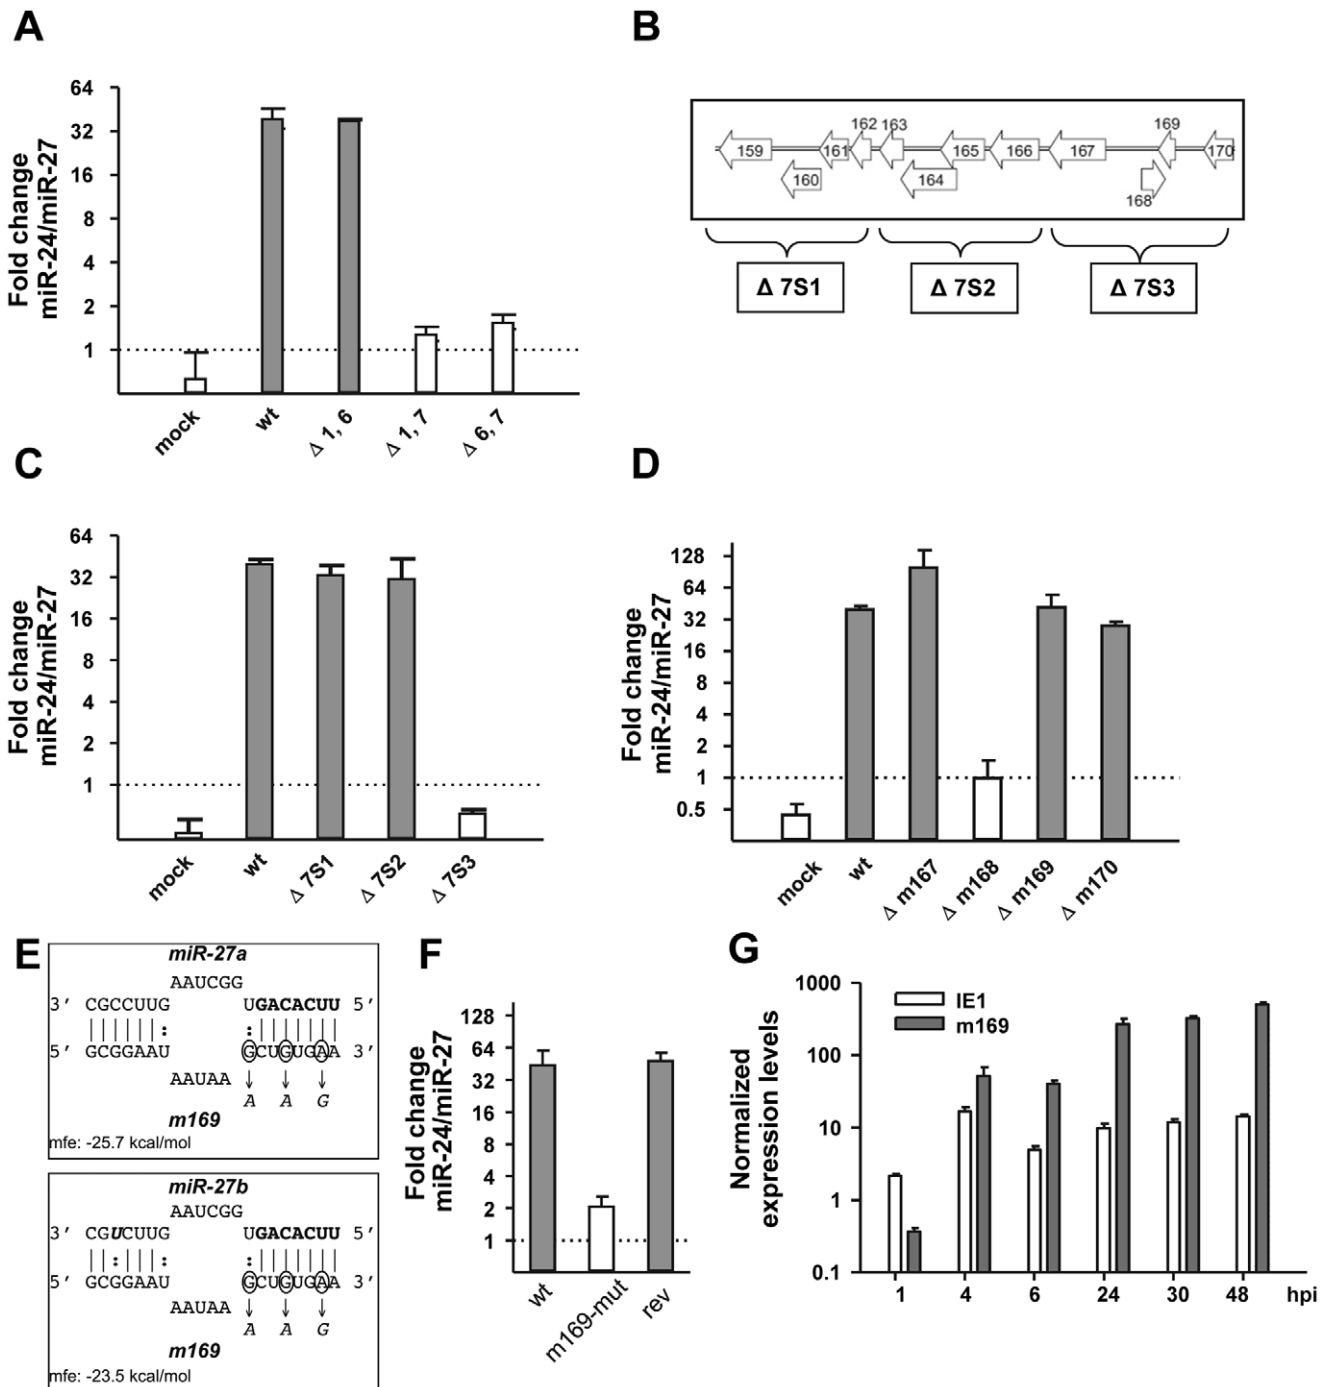 A
Fold change
miR-24/miR-27
64
32
16
8
4
2
1
mock
wt
Δ 1, 6
Δ 1, 7
Δ 6, 7
B
159
160
161
162
163
164
165
166
167
168
169
170
Δ 7S1
Δ 7S2
Δ 7S3
C
Fold change
miR-24/miR-27
64
32
16
8
4
2
1
mock
wt
Δ 7S1
Δ 7S2
Δ 7S3
D
Fold change
miR-24/miR-27
128
64
32
16
8
4
2
1
0.5
mock
wt
Δ m167
Δ m168
Δ m169
Δ m170
E
miR-27a
AAUCGG
3’ CGCCUUG UGACACUU 5’
5’ GCGGAAU GCUGUGAA 3’
AAUAA
A A G
m169
mfe: -25.7 kcal/mol
miR-27b
AAUCGG
3’ CGUCUUG UGACACUU 5’
5’ GCGGAAU GCUGUGAA 3’
AAUAA
A A G
m169
mfe: -23.5 kcal/mol
F
Fold change
miR-24/miR-27
128
64
32
16
8
4
2
1
wt
m169-mut
rev
G
Normalized
expression levels
1000
100
10
1
0.1
IE1
m169
1 4 6 24 30 48 hpi